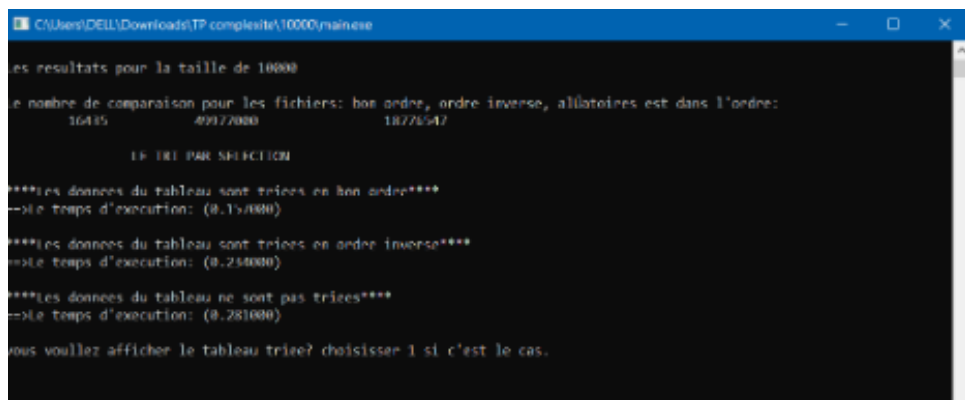 C:\Users\DELL\Downloads\TP complexite\10000\main.exe
les resultats pour la taille de 10000
le nombre de comparaison pour les fichiers: bon ordre, ordre inverse, alÚatoires est dans l'ordre:
16435 49977000 18776547
LE TRI PAR SELECTION
****Les donnees du tableau sont triees en bon ordre****
-->Le temps d'execution: (0.157000)
****Les donnees du tableau sont triees en ordre inverse****
-->Le temps d'execution: (0.234000)
****Les donnees du tableau ne sont pas triees****
-->Le temps d'execution: (0.281000)
vous voullez afficher le tableau triee? choisisser 1 si c'est le cas.